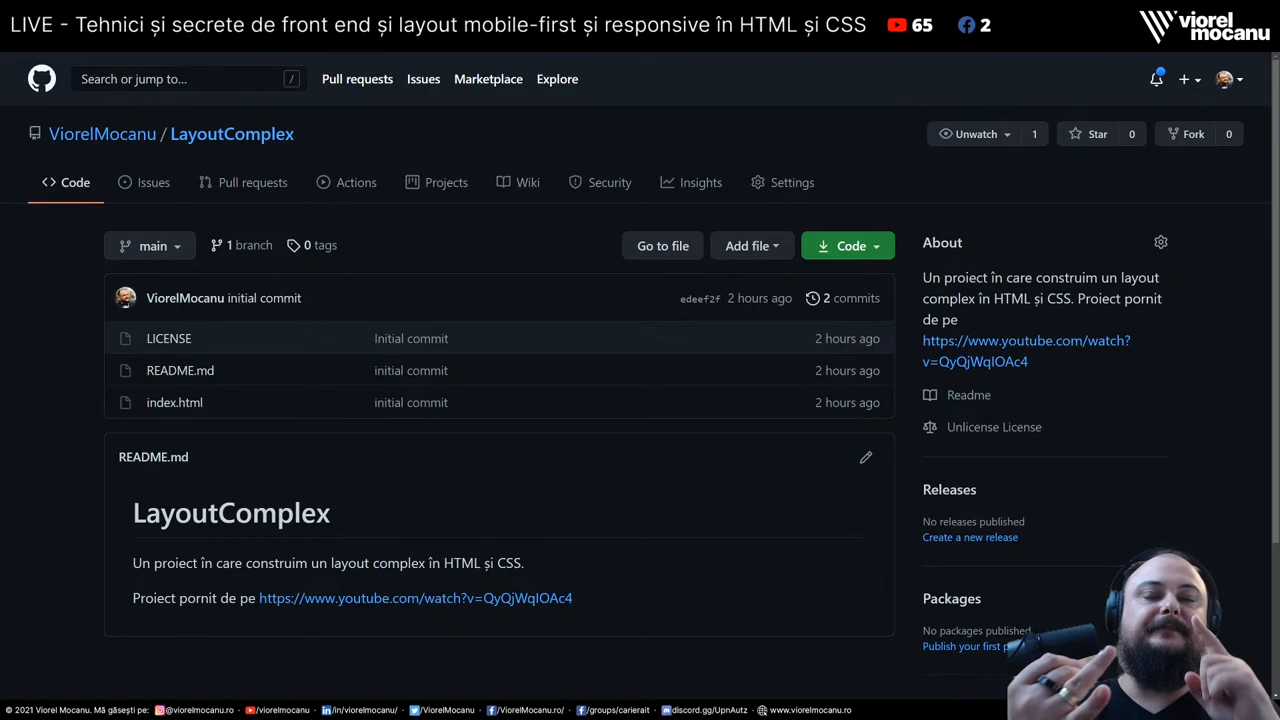 LIVE - Tehnici și secrete de front end și layout mobile-first și responsive în HTML și CSS 65 2
viorel mocanu
Search or jump to... / Pull requests Issues Marketplace Explore
ViorelMocanu / LayoutComplex Unwatch 1 Star 0 Fork 0
Code Issues Pull requests Actions Projects Wiki Security Insights Settings
main 1 branch 0 tags Go to file Add file Code
ViorelMocanu initial commit edeef2f 2 hours ago 2 commits
LICENSE Initial commit 2 hours ago
README.md initial commit 2 hours ago
index.html initial commit 2 hours ago
README.md
LayoutComplex
Un proiect în care construim un layout complex în HTML și CSS.
Proiect pornit de pe https://www.youtube.com/watch?v=QyQjWqlOAc4
About
Un proiect în care construim un layout
complex în HTML și CSS. Proiect pornit
de pe
https://www.youtube.com/watch?
v=QyQjWqlOAc4
Readme
Unlicense License
Releases
No releases published
Create a new release
Packages
No packages published
Publish your first
© 2021 Viorel Mocanu. Mă găsești pe: @viorelmocanu.ro · /viorelmocanu · /in/viorelmocanu/ · /ViorelMocanu · /ViorelMocanu.ro/ · /groups/carierait · discord.gg/UpnAutz · www.viorelmocanu.ro